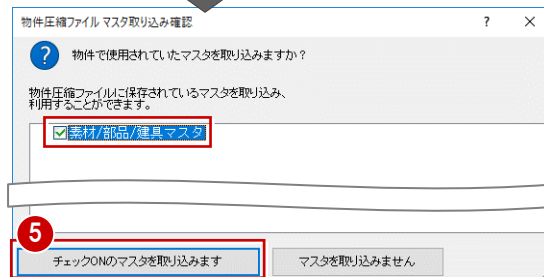 物件圧縮ファイル マスタ取り込み確認
?
物件で使用されていたマスタを取り込みますか？
物件圧縮ファイルに保存されているマスタを取り込み、
利用することができます。
素材/部品/建具マスタ
5
チェックONのマスタを取り込みます
マスタを取り込みません